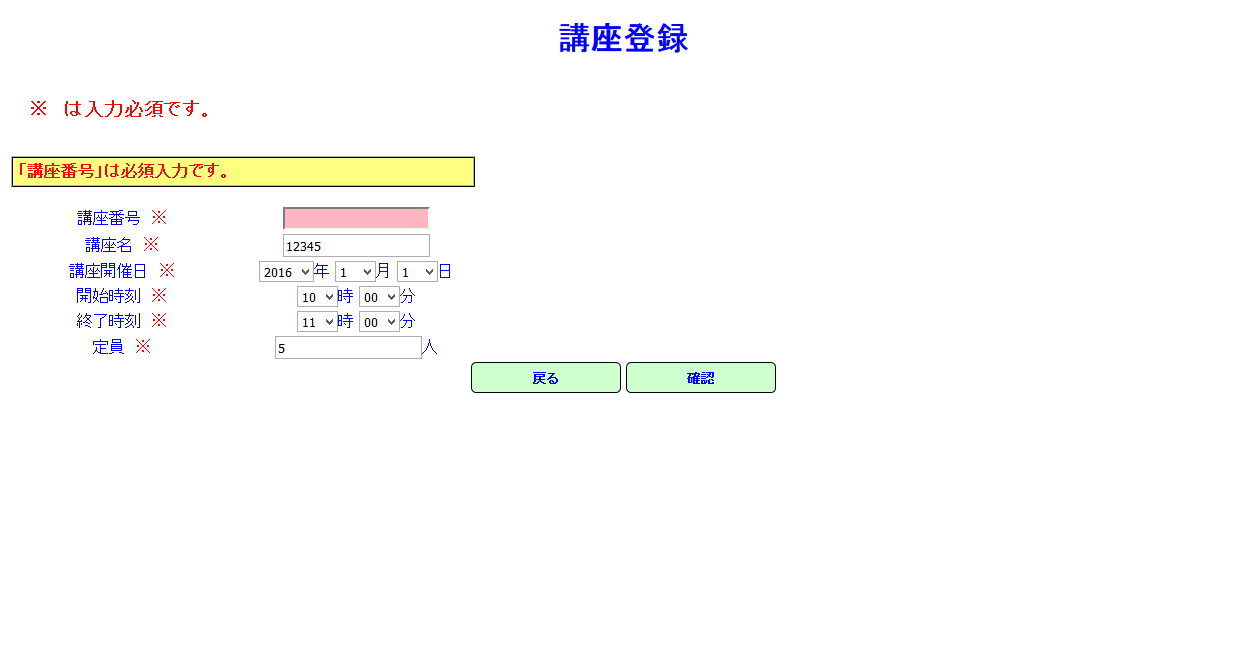 講座登録
※　は入力必須です。
「講座番号」は必須入力です。
講座番号 ※
講座名 ※ 12345
講座開催日 ※ 2016 年 1 月 1 日
開始時刻 ※ 10 時 00 分
終了時刻 ※ 11 時 00 分
定員 ※ 5 人
戻る 確認